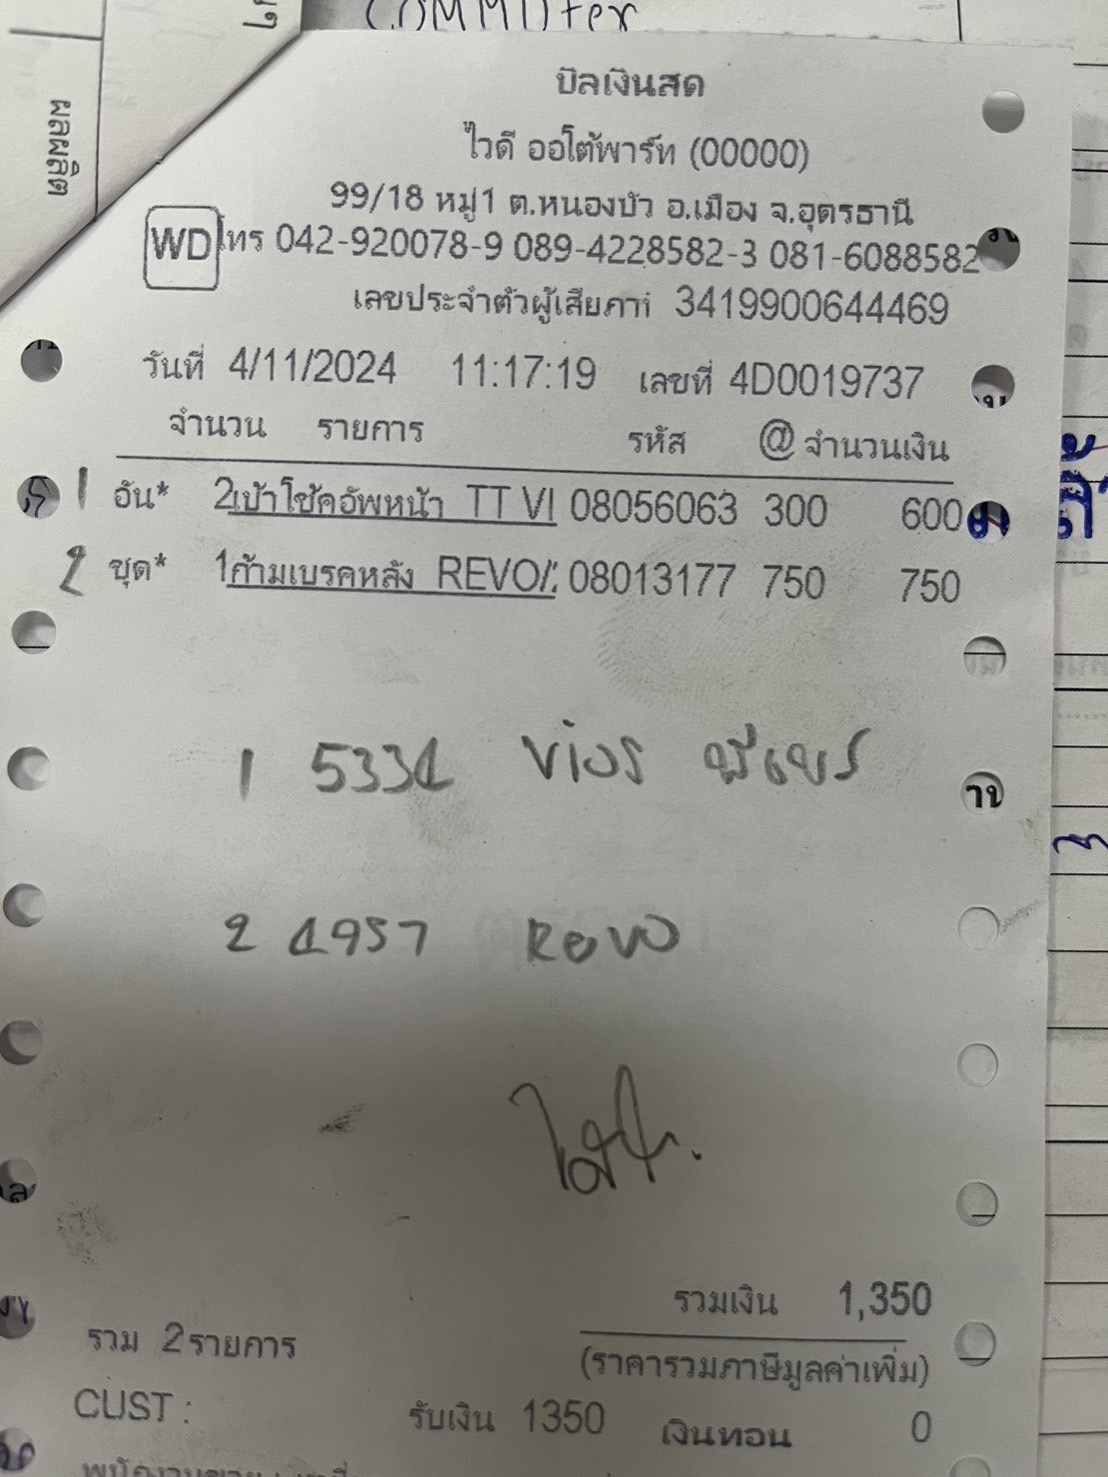 COMMUter
ผลผลิต
บิลเงินสด
ไวดี ออโต้พาร์ท (00000)
99/18 หมู่1 ต.หนองบัว อ.เมือง จ.อุดรธานี
WD โทร 042-920078-9 089-4228582-3 081-6088582
เลขประจำตัวผู้เสียภาษี 3419900644469
วันที่ 4/11/2024 11:17:19 เลขที่ 4D0019737
จำนวน รายการ รหัส @ จำนวนเงิน
1 อัน* 2เบ้าโช้คอัพหน้า TT VI 08056063 300 600
2 ชุด* 1ก้ามเบรคหลัง REVO/: 08013177 750 750
1 5334 Vios
2 4957 Revo
รวมเงิน 1,350
รวม 2รายการ
(ราคารวมภาษีมูลค่าเพิ่ม)
CUST :
รับเงิน 1350 เงินทอน 0